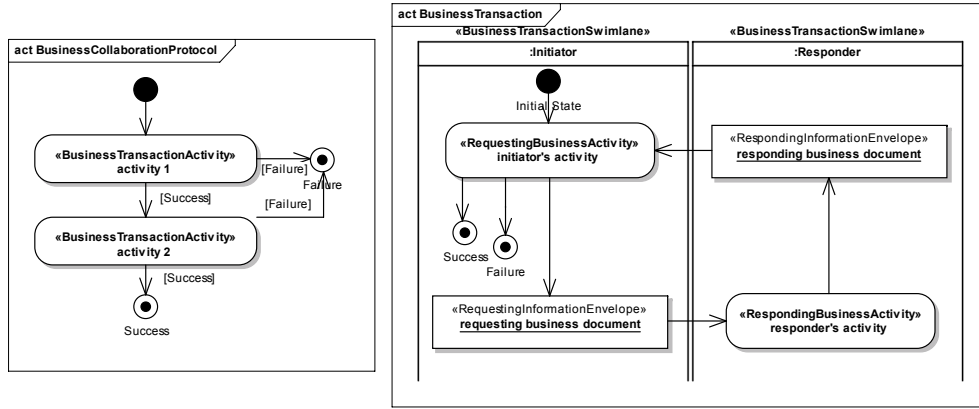 act BusinessCollaborationProtocol
«BusinessTransactionActivity»
activity 1
[Failure]
Failure
[Success]
[Failure]
«BusinessTransactionActivity»
activity 2
[Success]
Success
act BusinessTransaction
«BusinessTransactionSwimlane»
:Initiator
Initial State
«RequestingBusinessActivity»
initiator's activity
Success
Failure
«RequestingInformationEnvelope»
requesting business document
«BusinessTransactionSwimlane»
:Responder
«RespondingInformationEnvelope»
responding business document
«RespondingBusinessActivity»
responder's activity